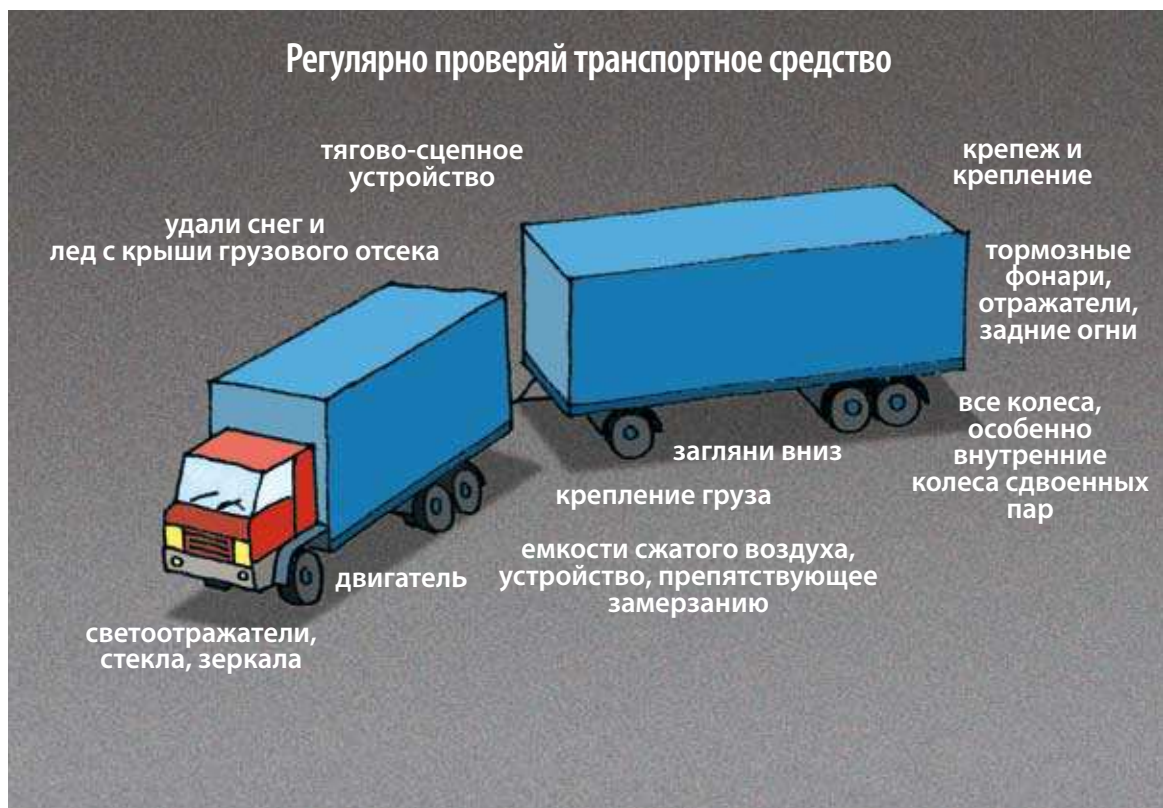 Регулярно проверяй транспортное средство
тягово-сцепное
устройство
крепеж и
крепление
удали снег и
лед с крыши грузового отсека
тормозные
фонари,
отражатели,
задние огни
все колеса,
особенно
внутренние
колеса сдвоенных
пар
загляни вниз
крепление груза
емкости сжатого воздуха,
устройство, препятствующее
замерзанию
двигатель
светоотражатели,
стекла, зеркала